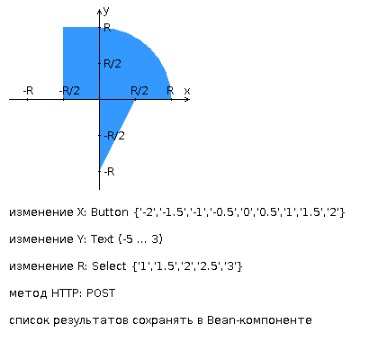 y
R
R/2
-R
-R/2
R/2
R
x
-R/2
-R
изменение X: Button {'-2','-1.5','-1','-0.5','0','0.5','1','1.5','2'}
изменение Y: Text (-5 ... 3)
изменение R: Select {'1','1.5','2','2.5','3'}
метод HTTP: POST
список результатов сохранять в Bean-компоненте